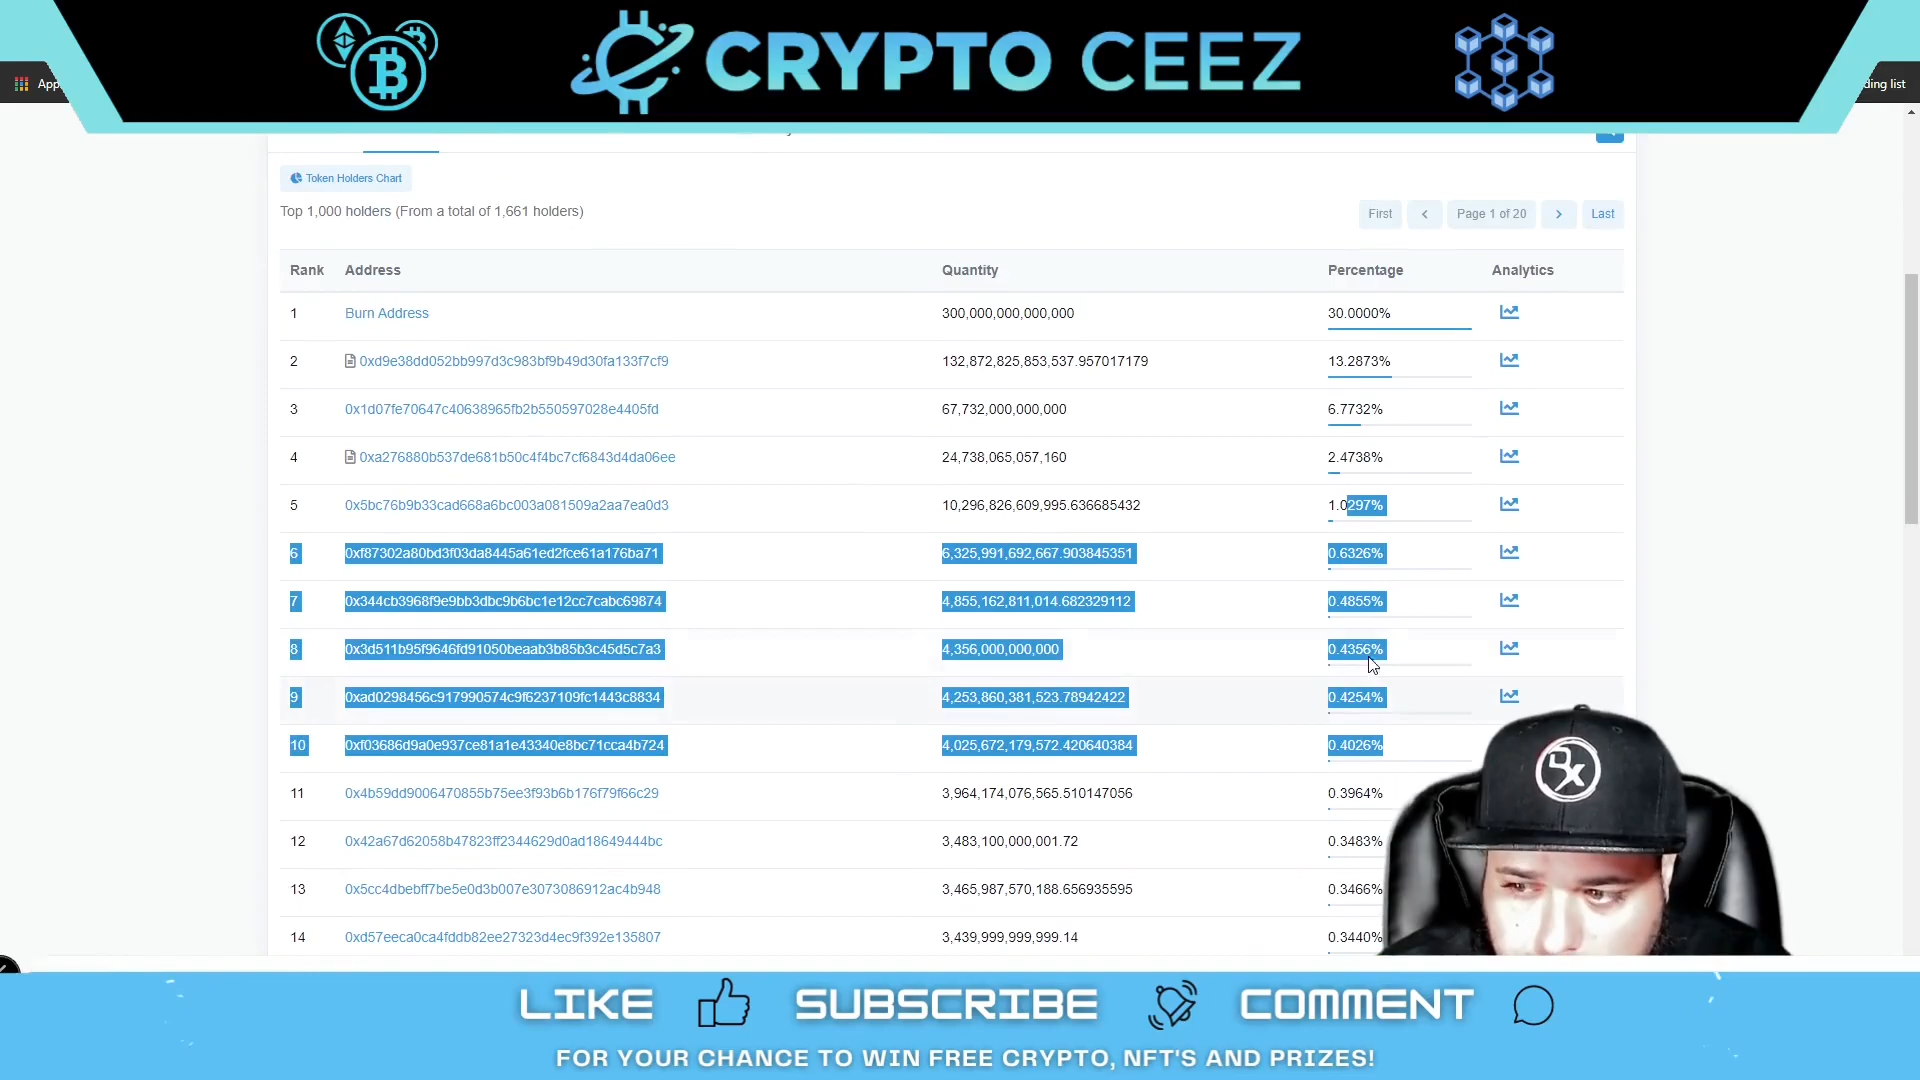 CRYPTO CEEZ
Token Holders Chart
Top 1,000 holders (From a total of 1,661 holders)
First
Page 1 of 20
Last
Rank Address Quantity Percentage Analytics
1 Burn Address 300,000,000,000,000 30.0000%
2 0xd9e38dd052bb997d3c983bf9b49d30fa133f7cf9 132,872,825,853,537.957017179 13.2873%
3 0x1d07fe70647c40638965fb2b550597028e4405fd 67,732,000,000,000 6.7732%
4 0xa276880b537de681b50c4f4bc7cf6843d4da06ee 24,738,065,057,160 2.4738%
5 0x5bc76b9b33cad668a6bc003a081509a2aa7ea0d3 10,296,826,609,995.636685432 1.0297%
6 0xf87302a80bd3f03da8445a61ed2fce61a176ba71 6,325,991,692,667.903845351 0.6326%
7 0x344cb3968f9e9bb3dbc9b6bc1e12cc7cabc69874 4,855,162,811,014.682329112 0.4855%
8 0x3d511b95f9646fd91050beaab3b85b3c45d5c7a3 4,356,000,000,000 0.4356%
9 0xad0298456c917990574c9f6237109fc1443c8834 4,253,860,381,523.78942422 0.4254%
10 0xf03686d9a0e937ce81a1e43340e8bc71cca4b724 4,025,672,179,572.420640384 0.4026%
11 0x4b59dd9006470855b75ee3f93b6b176f79f66c29 3,964,174,076,565.510147056 0.3964%
12 0x42a67d62058b47823ff2344629d0ad18649444bc 3,483,100,000,001.72 0.3483%
13 0x5cc4dbebff7be5e0d3b007e3073086912ac4b948 3,465,987,570,188.656935595 0.3466%
14 0xd57eeca0ca4fddb82ee27323d4ec9f392e135807 3,439,999,999,999.14 0.3440%
LIKE SUBSCRIBE COMMENT
FOR YOUR CHANCE TO WIN FREE CRYPTO, NFT'S AND PRIZES!